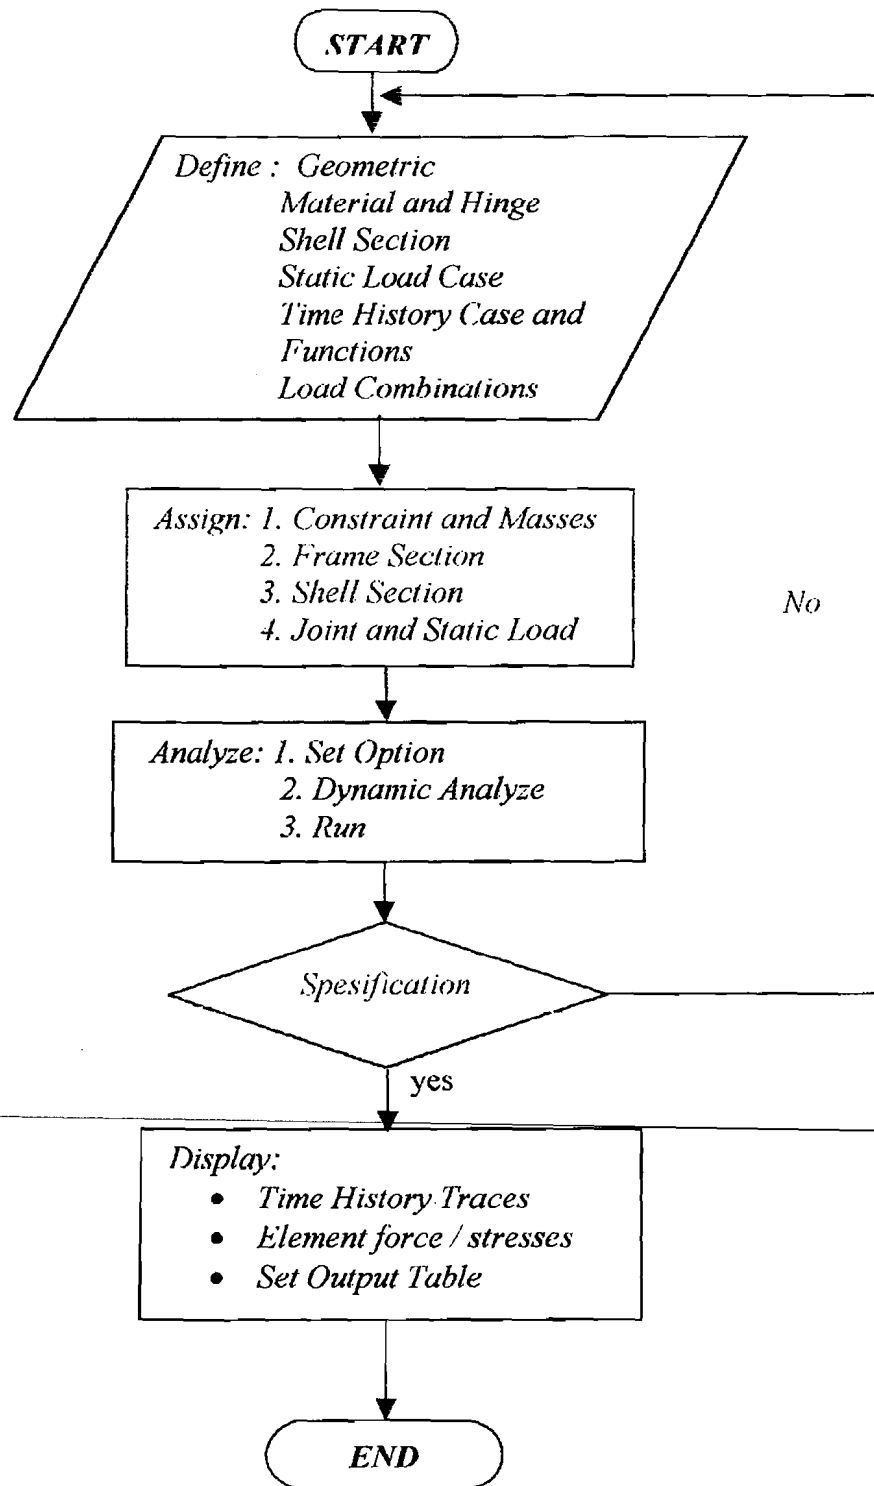 START
Define : Geometric
Material and Hinge
Shell Section
Static Load Case
Time History Case and
Functions
Load Combinations
Assign: 1. Constraint and Masses
2. Frame Section
3. Shell Section
4. Joint and Static Load
No
Analyze: 1. Set Option
2. Dynamic Analyze
3. Run
Spesification
yes
Display:
• Time History Traces
• Element force / stresses
• Set Output Table
END